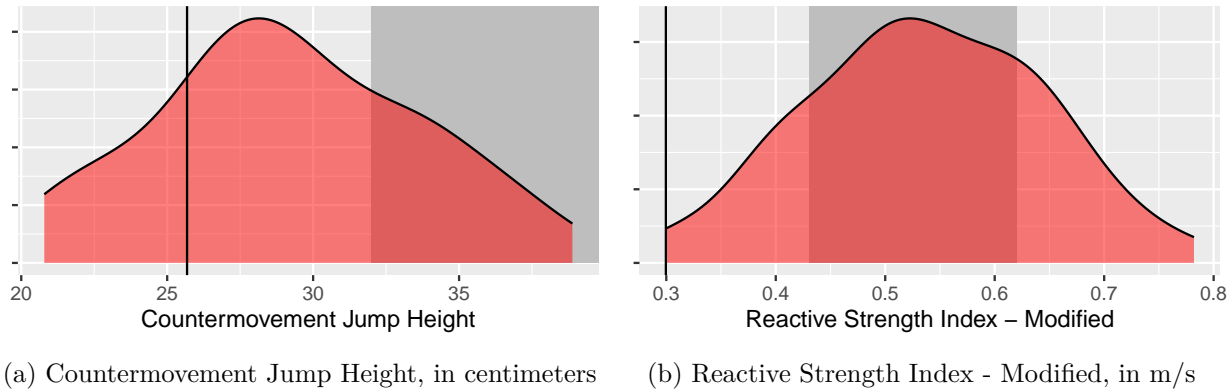 20 25 30 35
Countermovement Jump Height
0.3 0.4 0.5 0.6 0.7 0.8
Reactive Strength Index – Modified
(a) Countermovement Jump Height, in centimeters
(b) Reactive Strength Index - Modified, in m/s